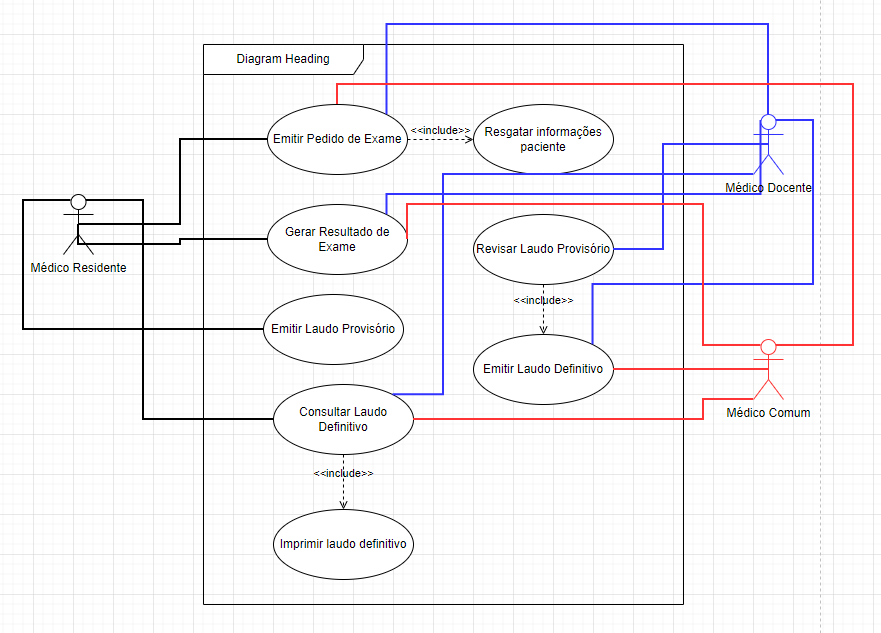 Diagram Heading
Emitir Pedido de Exame
<<include>>
Resgatar informações
paciente
Médico Docente
Gerar Resultado de
Exame
Revisar Laudo Provisório
Médico Residente
<<include>>
Emitir Laudo Provisório
Emitir Laudo Definitivo
Médico Comum
Consultar Laudo
Definitivo
<<include>>
Imprimir laudo definitivo